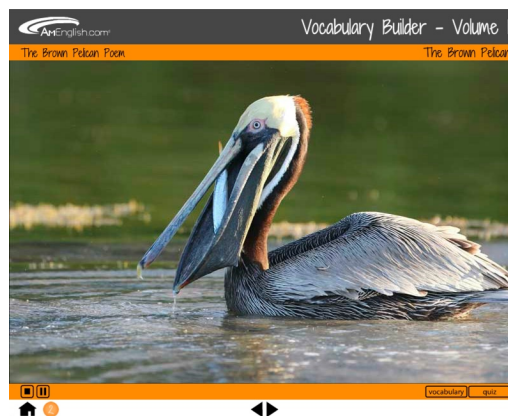 AMEnglish.com
Vocabulary Builder - Volume
The Brown Pelican Poem
The Brown Pelican
vocabulary
quiz